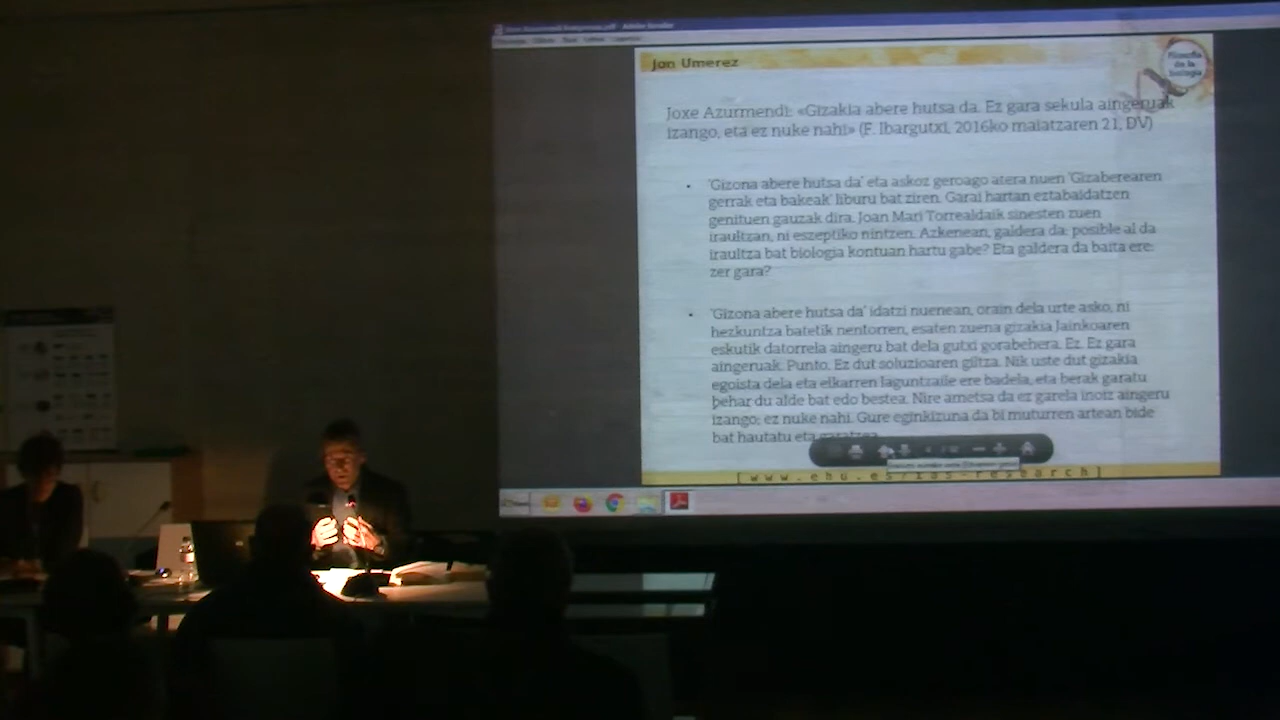 Jon Umerez
Filosofía
de la
biología
Joxe Azurmendi: «Gizakia abere hutsa da. Ez gara sekula aingeruak
izango, eta ez nuke nahi» (F. Ibargutxi, 2016ko maiatzaren 21, DV)
• 'Gizona abere hutsa da' eta askoz geroago atera nuen 'Gizaberearen
gerrak eta bakeak' liburu bat ziren. Garai hartan eztabaidatzen
genituen gauzak dira. Joan Mari Torrealdaik sinesten zuen
iraultzan, ni eszeptiko nintzen. Azkenean, galdera da: posible al da
iraultza bat biologia kontuan hartu gabe? Eta galdera da baita ere:
zer gara?
• 'Gizona abere hutsa da' idatzi nuenean, orain dela urte asko, ni
hezkuntza batetik nentorren, esaten zuena gizakia Jainkoaren
eskutik datorrela aingeru bat dela gutxi gorabehera. Ez. Ez gara
aingeruak. Punto. Ez dut soluzioaren giltza. Nik uste dut gizakia
egoista dela eta elkarren laguntzaile ere badela, eta berak garatu
behar du alde bat edo bestea. Nire ametsa da ez garela inoiz aingeru
izango; ez nuke nahi. Gure eginkizuna da bi muturren artean bide
bat hautatu eta
[www.ehu.es/ias-research]